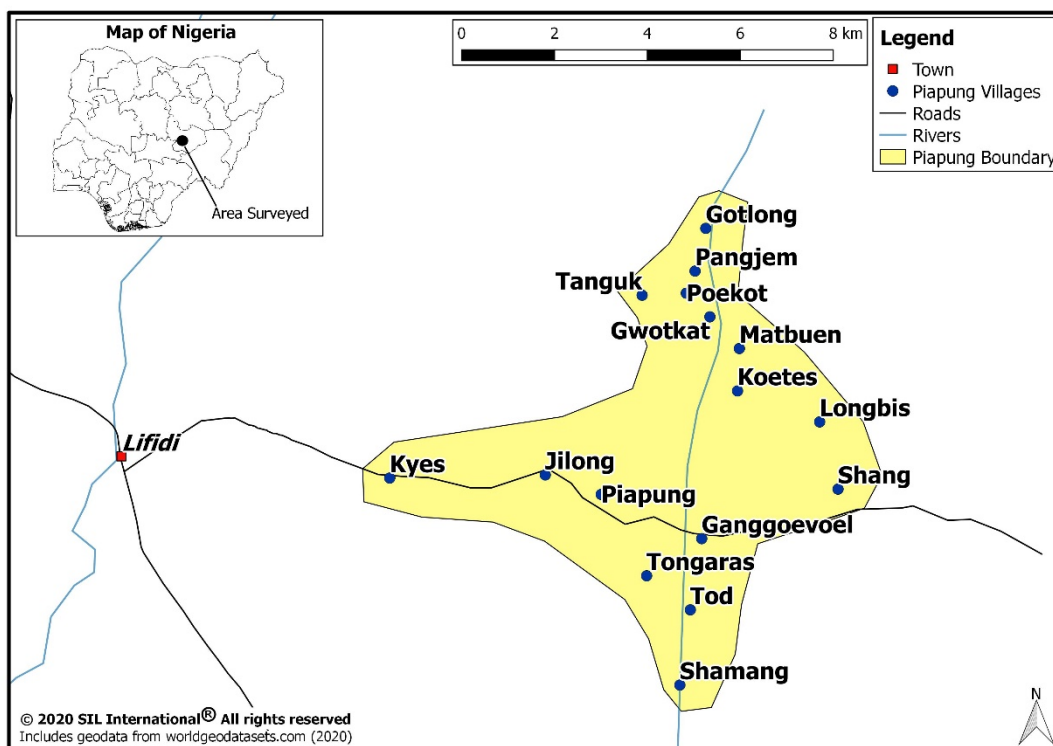 Map of Nigeria
Area Surveyed
0 2 4 6 8 km
Legend
Town
Piapung Villages
Roads
Rivers
Piapung Boundary
Gotlong
Pangjem
Tanguk
Poekot
Gwotkat
Matbuen
Koetes
Longbis
Lifidi
Kyes
Jilong
Shang
Piapung
Ganggoevoel
Tongaras
Tod
Shamang
N
© 2020 SIL International® All rights reserved
Includes geodata from worldgeodatasets.com (2020)